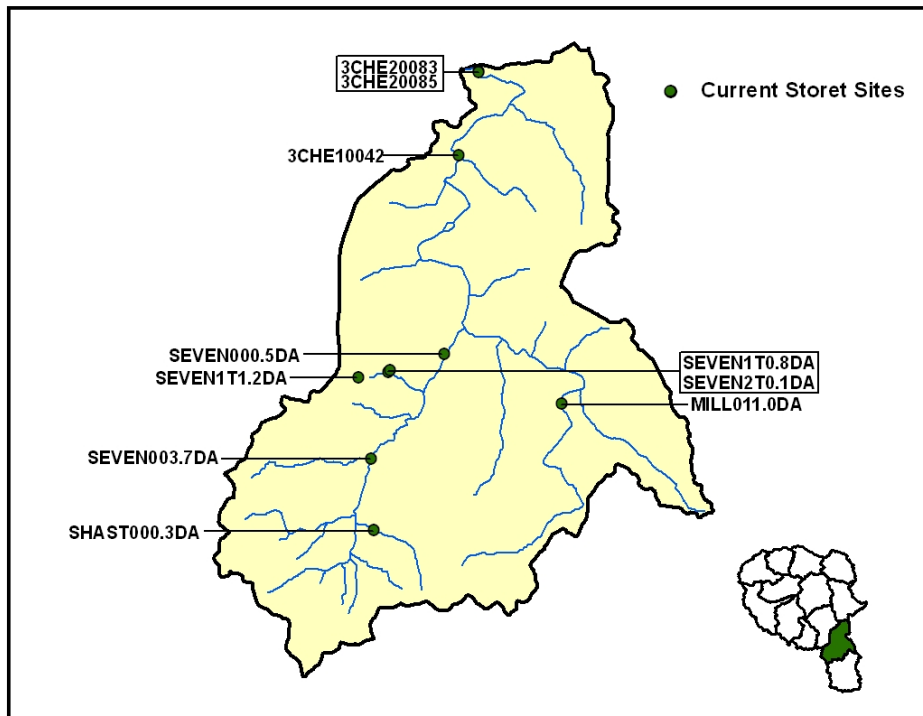 3CHE20083
3CHE20085
Current Storet Sites
3CHE10042
SEVEN000.5DA
SEVEN1T1.2DA
SEVEN1T0.8DA
SEVEN2T0.1DA
MILL011.0DA
SEVEN003.7DA
SHAST000.3DA